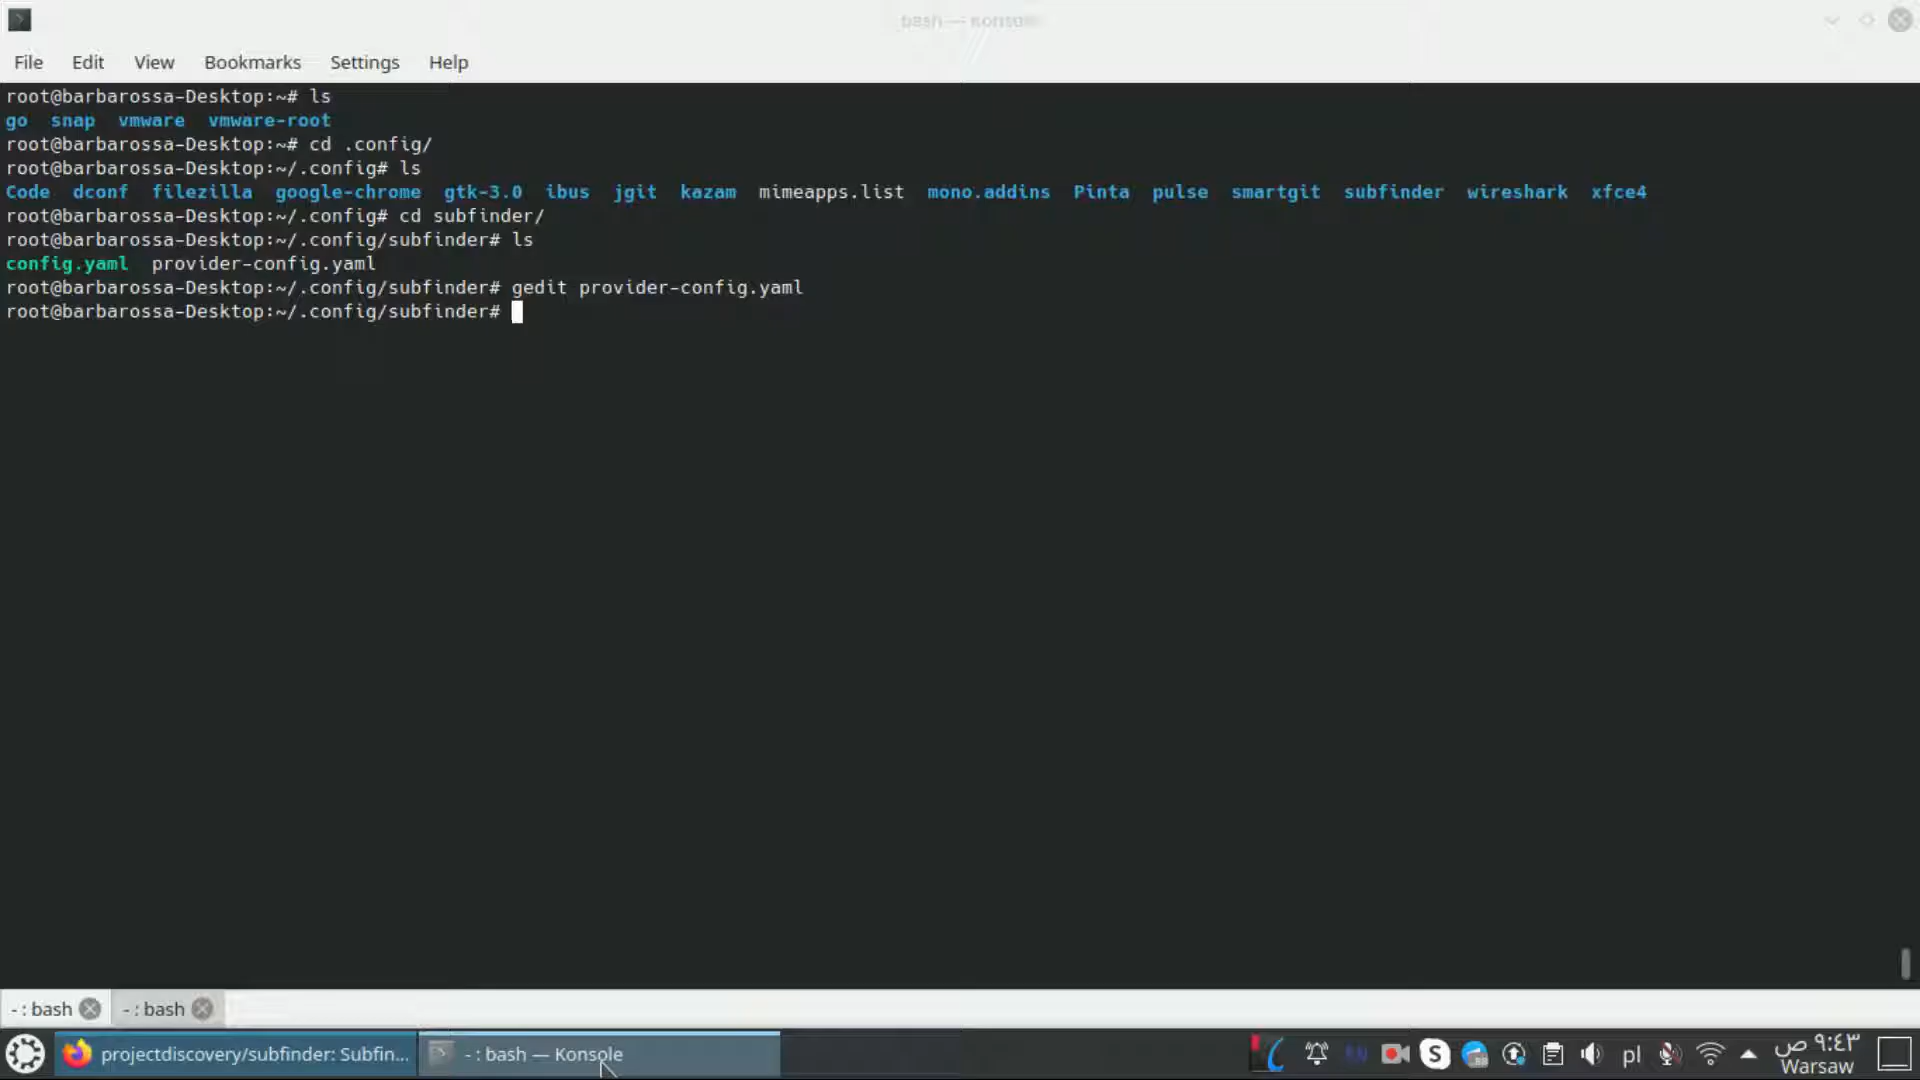 bash — Konsole
File Edit View Bookmarks Settings Help
root@barbarossa-Desktop:~# ls
go snap vmware vmware-root
root@barbarossa-Desktop:~# cd .config/
root@barbarossa-Desktop:~/.config# ls
Code dconf filezilla google-chrome gtk-3.0 ibus jgit kazam mimeapps.list mono.addins Pinta pulse smartgit subfinder wireshark xfce4
root@barbarossa-Desktop:~/.config# cd subfinder/
root@barbarossa-Desktop:~/.config/subfinder# ls
config.yaml provider-config.yaml
root@barbarossa-Desktop:~/.config/subfinder# gedit provider-config.yaml
root@barbarossa-Desktop:~/.config/subfinder#
- : bash - : bash
projectdiscovery/subfinder: Subfin... - : bash — Konsole pl ٩:٤٣ ص
Warsaw